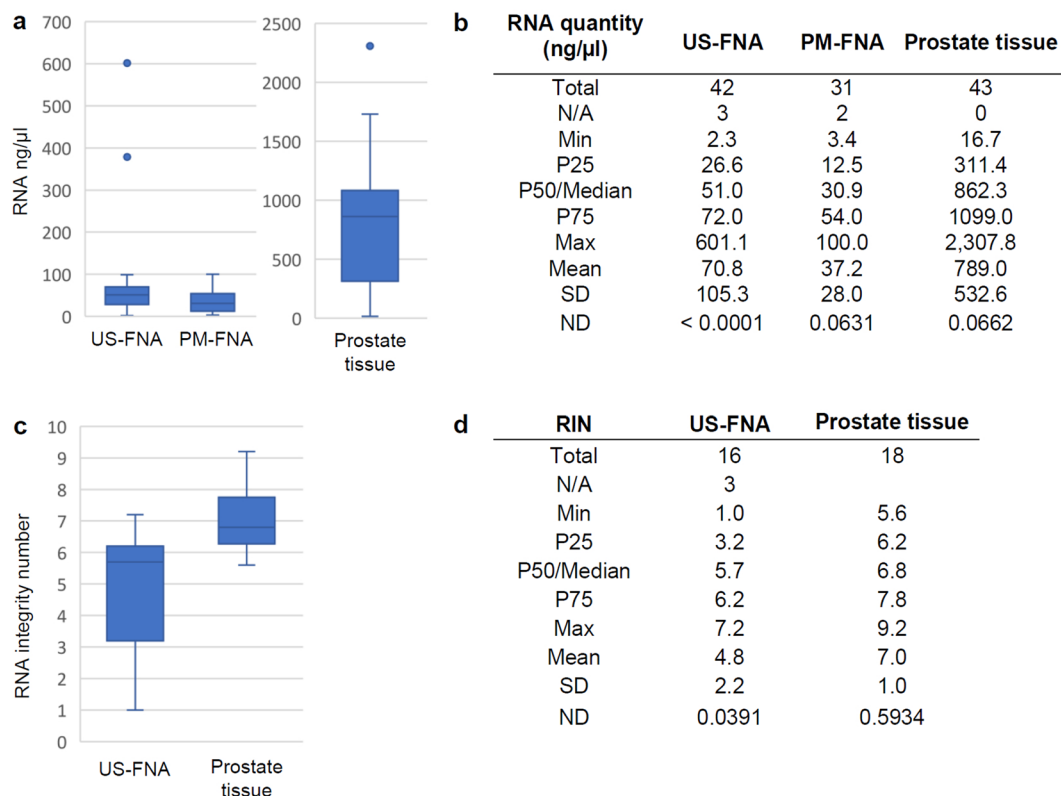 a
700
600
500
400
300
200
100
0
RNA ng/µl
US-FNA PM-FNA
2500
2000
1500
1000
500
0
Prostate
tissue
b
RNA quantity
(ng/µl) US-FNA PM-FNA Prostate tissue
Total 42 31 43
N/A 3 2 0
Min 2.3 3.4 16.7
P25 26.6 12.5 311.4
P50/Median 51.0 30.9 862.3
P75 72.0 54.0 1099.0
Max 601.1 100.0 2,307.8
Mean 70.8 37.2 789.0
SD 105.3 28.0 532.6
ND < 0.0001 0.0631 0.0662
c
10
9
8
7
6
5
4
3
2
1
0
RNA integrity number
US-FNA Prostate
tissue
d
RIN US-FNA Prostate tissue
Total 16 18
N/A 3
Min 1.0 5.6
P25 3.2 6.2
P50/Median 5.7 6.8
P75 6.2 7.8
Max 7.2 9.2
Mean 4.8 7.0
SD 2.2 1.0
ND 0.0391 0.5934